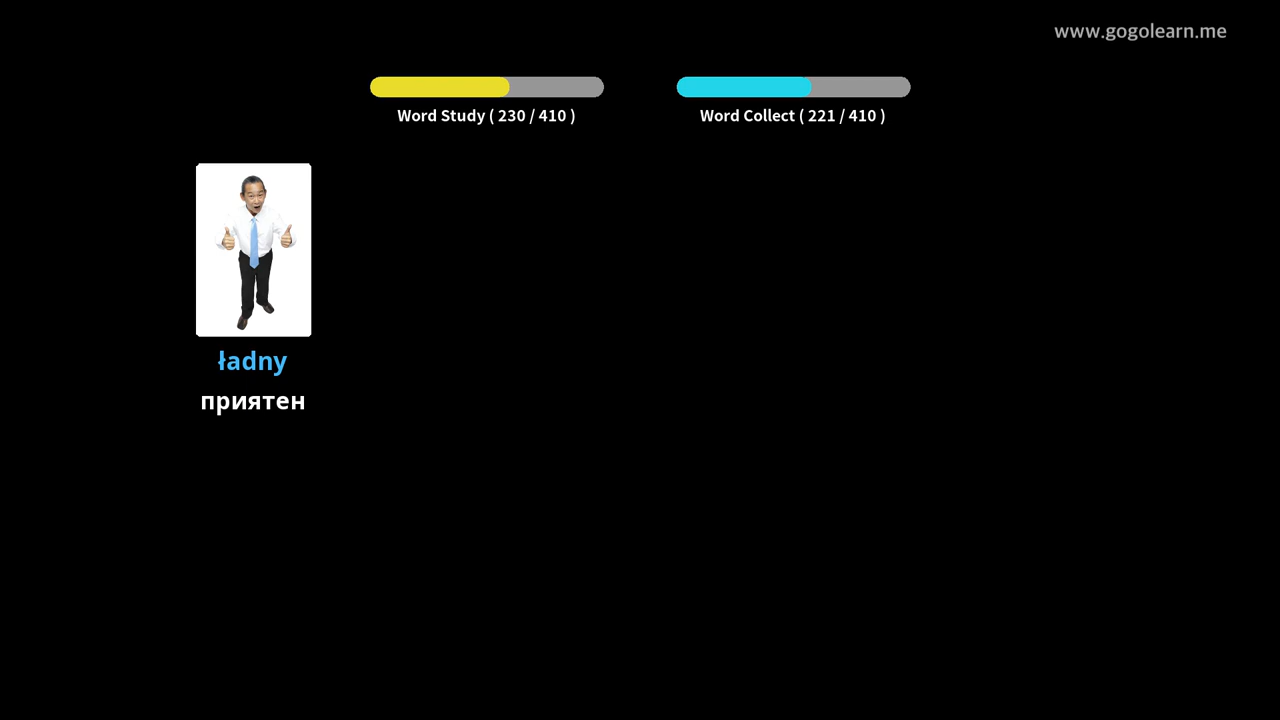 www.gogolearn.me
Word Study ( 230 / 410 )
Word Collect ( 221 / 410 )
ładny
приятен